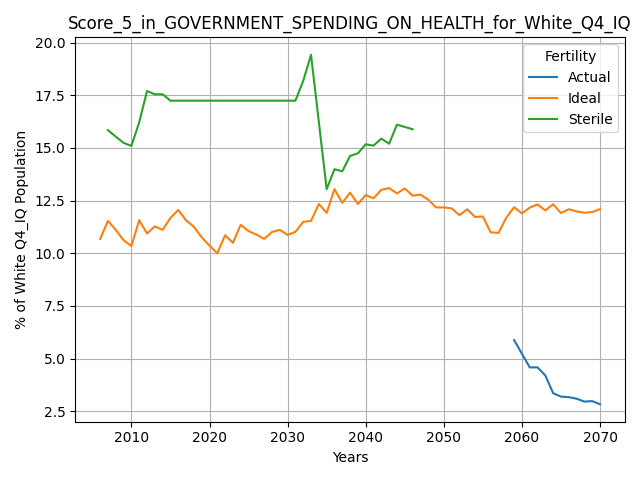 Score_5_in_GOVERNMENT_SPENDING_ON_HEALTH_for_White_Q4_IQ
Fertility
Actual
Ideal
Sterile
% of White Q4_IQ Population
20.0
17.5
15.0
12.5
10.0
7.5
5.0
2.5
2010 2020 2030 2040 2050 2060 2070
Years